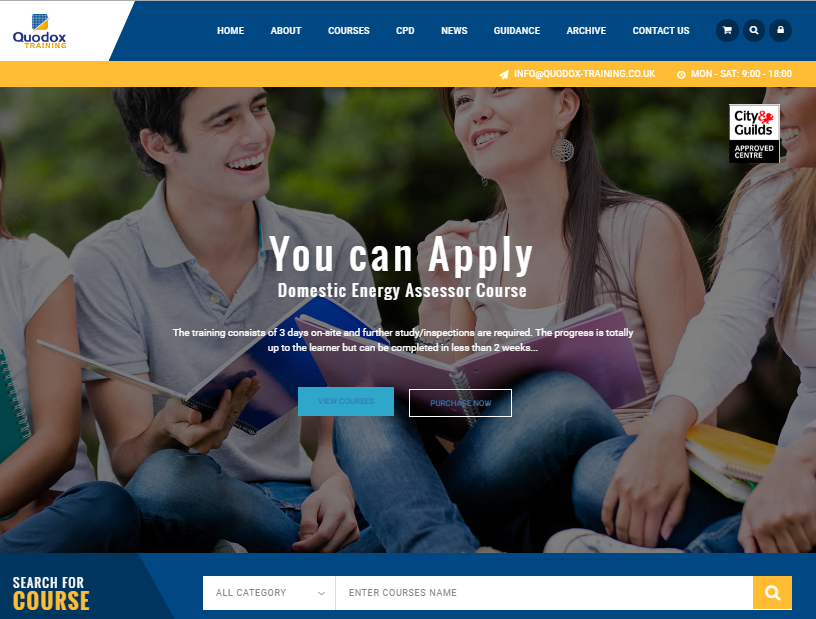 Quodox
TRAINING
HOME ABOUT COURSES CPD NEWS GUIDANCE ARCHIVE CONTACT US
INFO@QUODOX-TRAINING.CO.UK MON - SAT: 9:00 - 18:00
City&
Guilds
APPROVED
CENTRE
You can Apply
Domestic Energy Assessor Course
The training consists of 3 days on-site and further study/inspections are required. The progress is totally
up to the learner but can be completed in less than 2 weeks...
VIEW COURSES PURCHASE NOW
SEARCH FOR
COURSE
ALL CATEGORY ENTER COURSES NAME